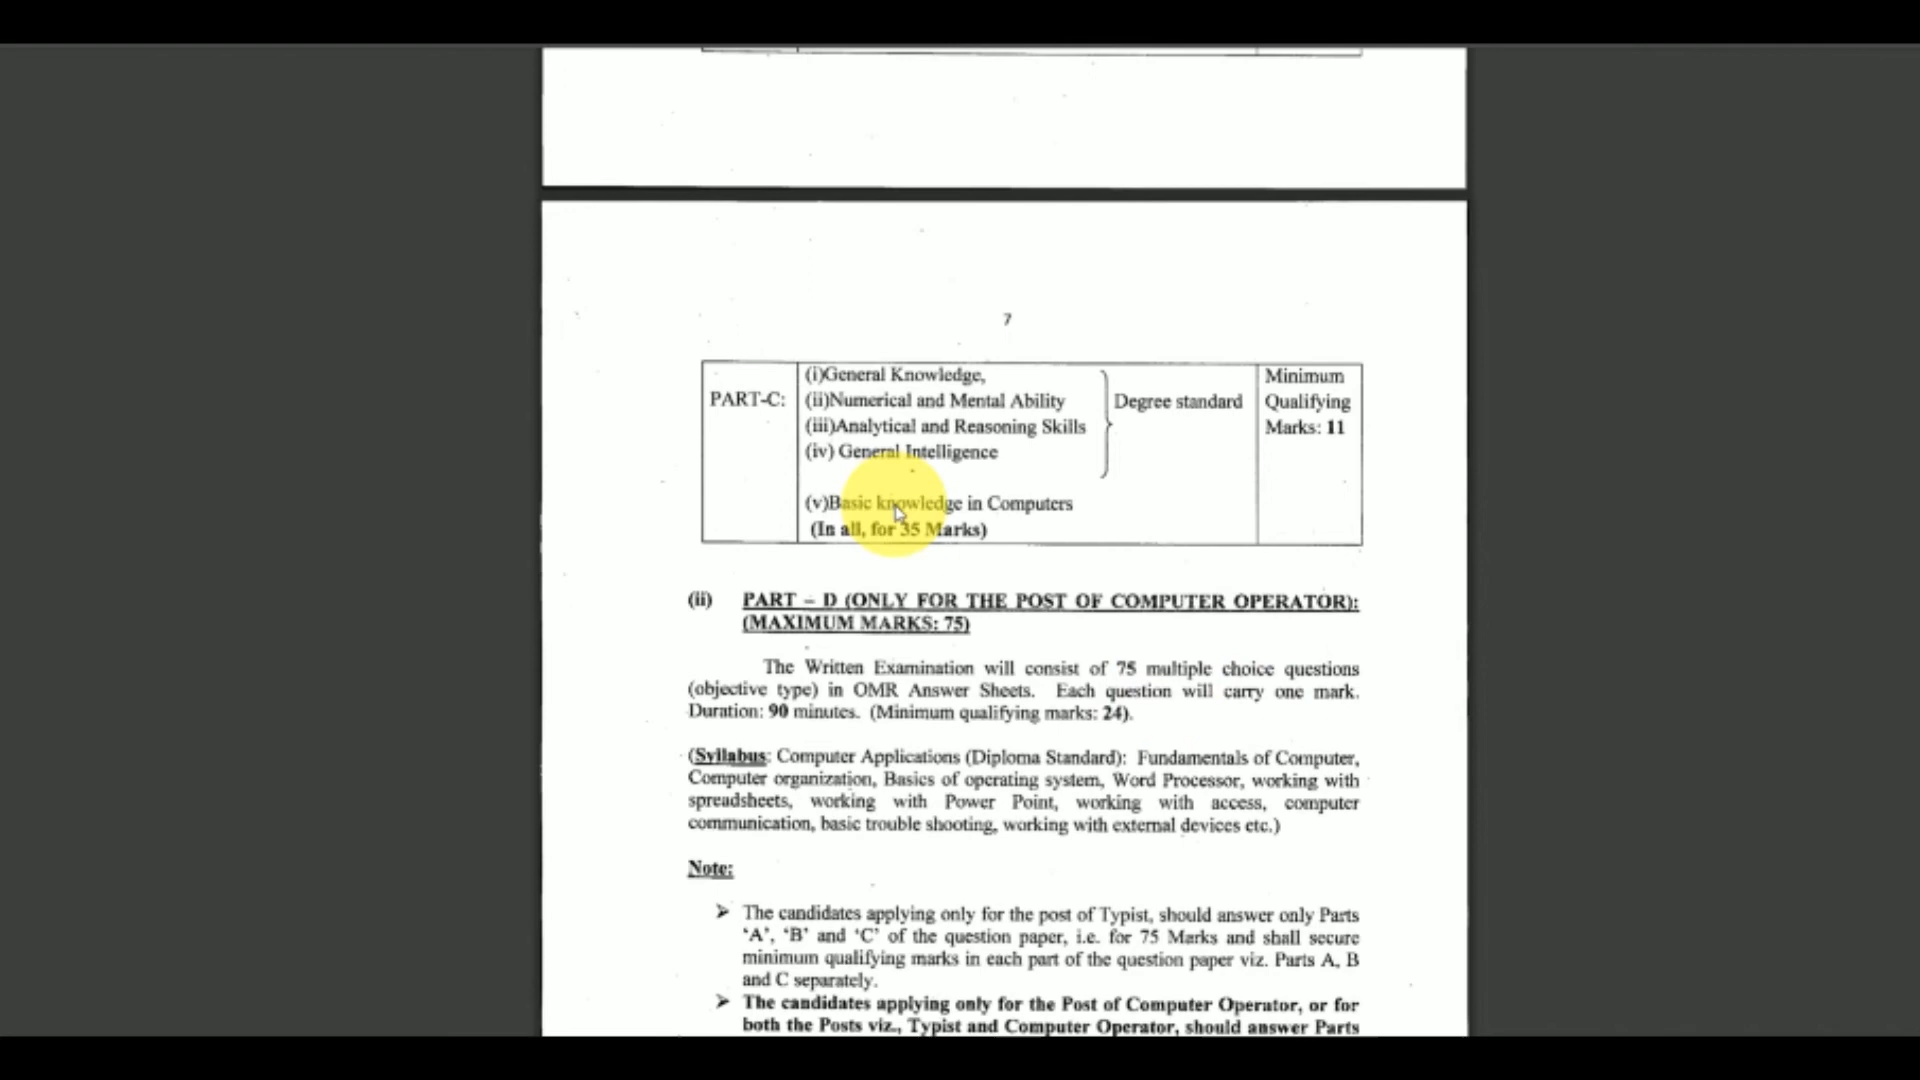 7
PART-C:
(i)General Knowledge,
(ii)Numerical and Mental Ability
(iii)Analytical and Reasoning Skills
(iv) General Intelligence
(v)Basic knowledge in Computers
(In all, for 35 Marks)
Degree standard
Minimum
Qualifying
Marks: 11
(ii) PART – D (ONLY FOR THE POST OF COMPUTER OPERATOR):
(MAXIMUM MARKS: 75)
The Written Examination will consist of 75 multiple choice questions
(objective type) in OMR Answer Sheets. Each question will carry one mark.
Duration: 90 minutes. (Minimum qualifying marks: 24).
(Syllabus: Computer Applications (Diploma Standard): Fundamentals of Computer,
Computer organization, Basics of operating system, Word Processor, working with
spreadsheets, working with Power Point, working with access, computer
communication, basic trouble shooting, working with external devices etc.)
Note:
➢ The candidates applying only for the post of Typist, should answer only Parts
‘A’, ‘B’ and ‘C’ of the question paper, i.e. for 75 Marks and shall secure
minimum qualifying marks in each part of the question paper viz. Parts A, B
and C separately.
➢ The candidates applying only for the Post of Computer Operator, or for
both the Posts viz., Typist and Computer Operator, should answer Parts